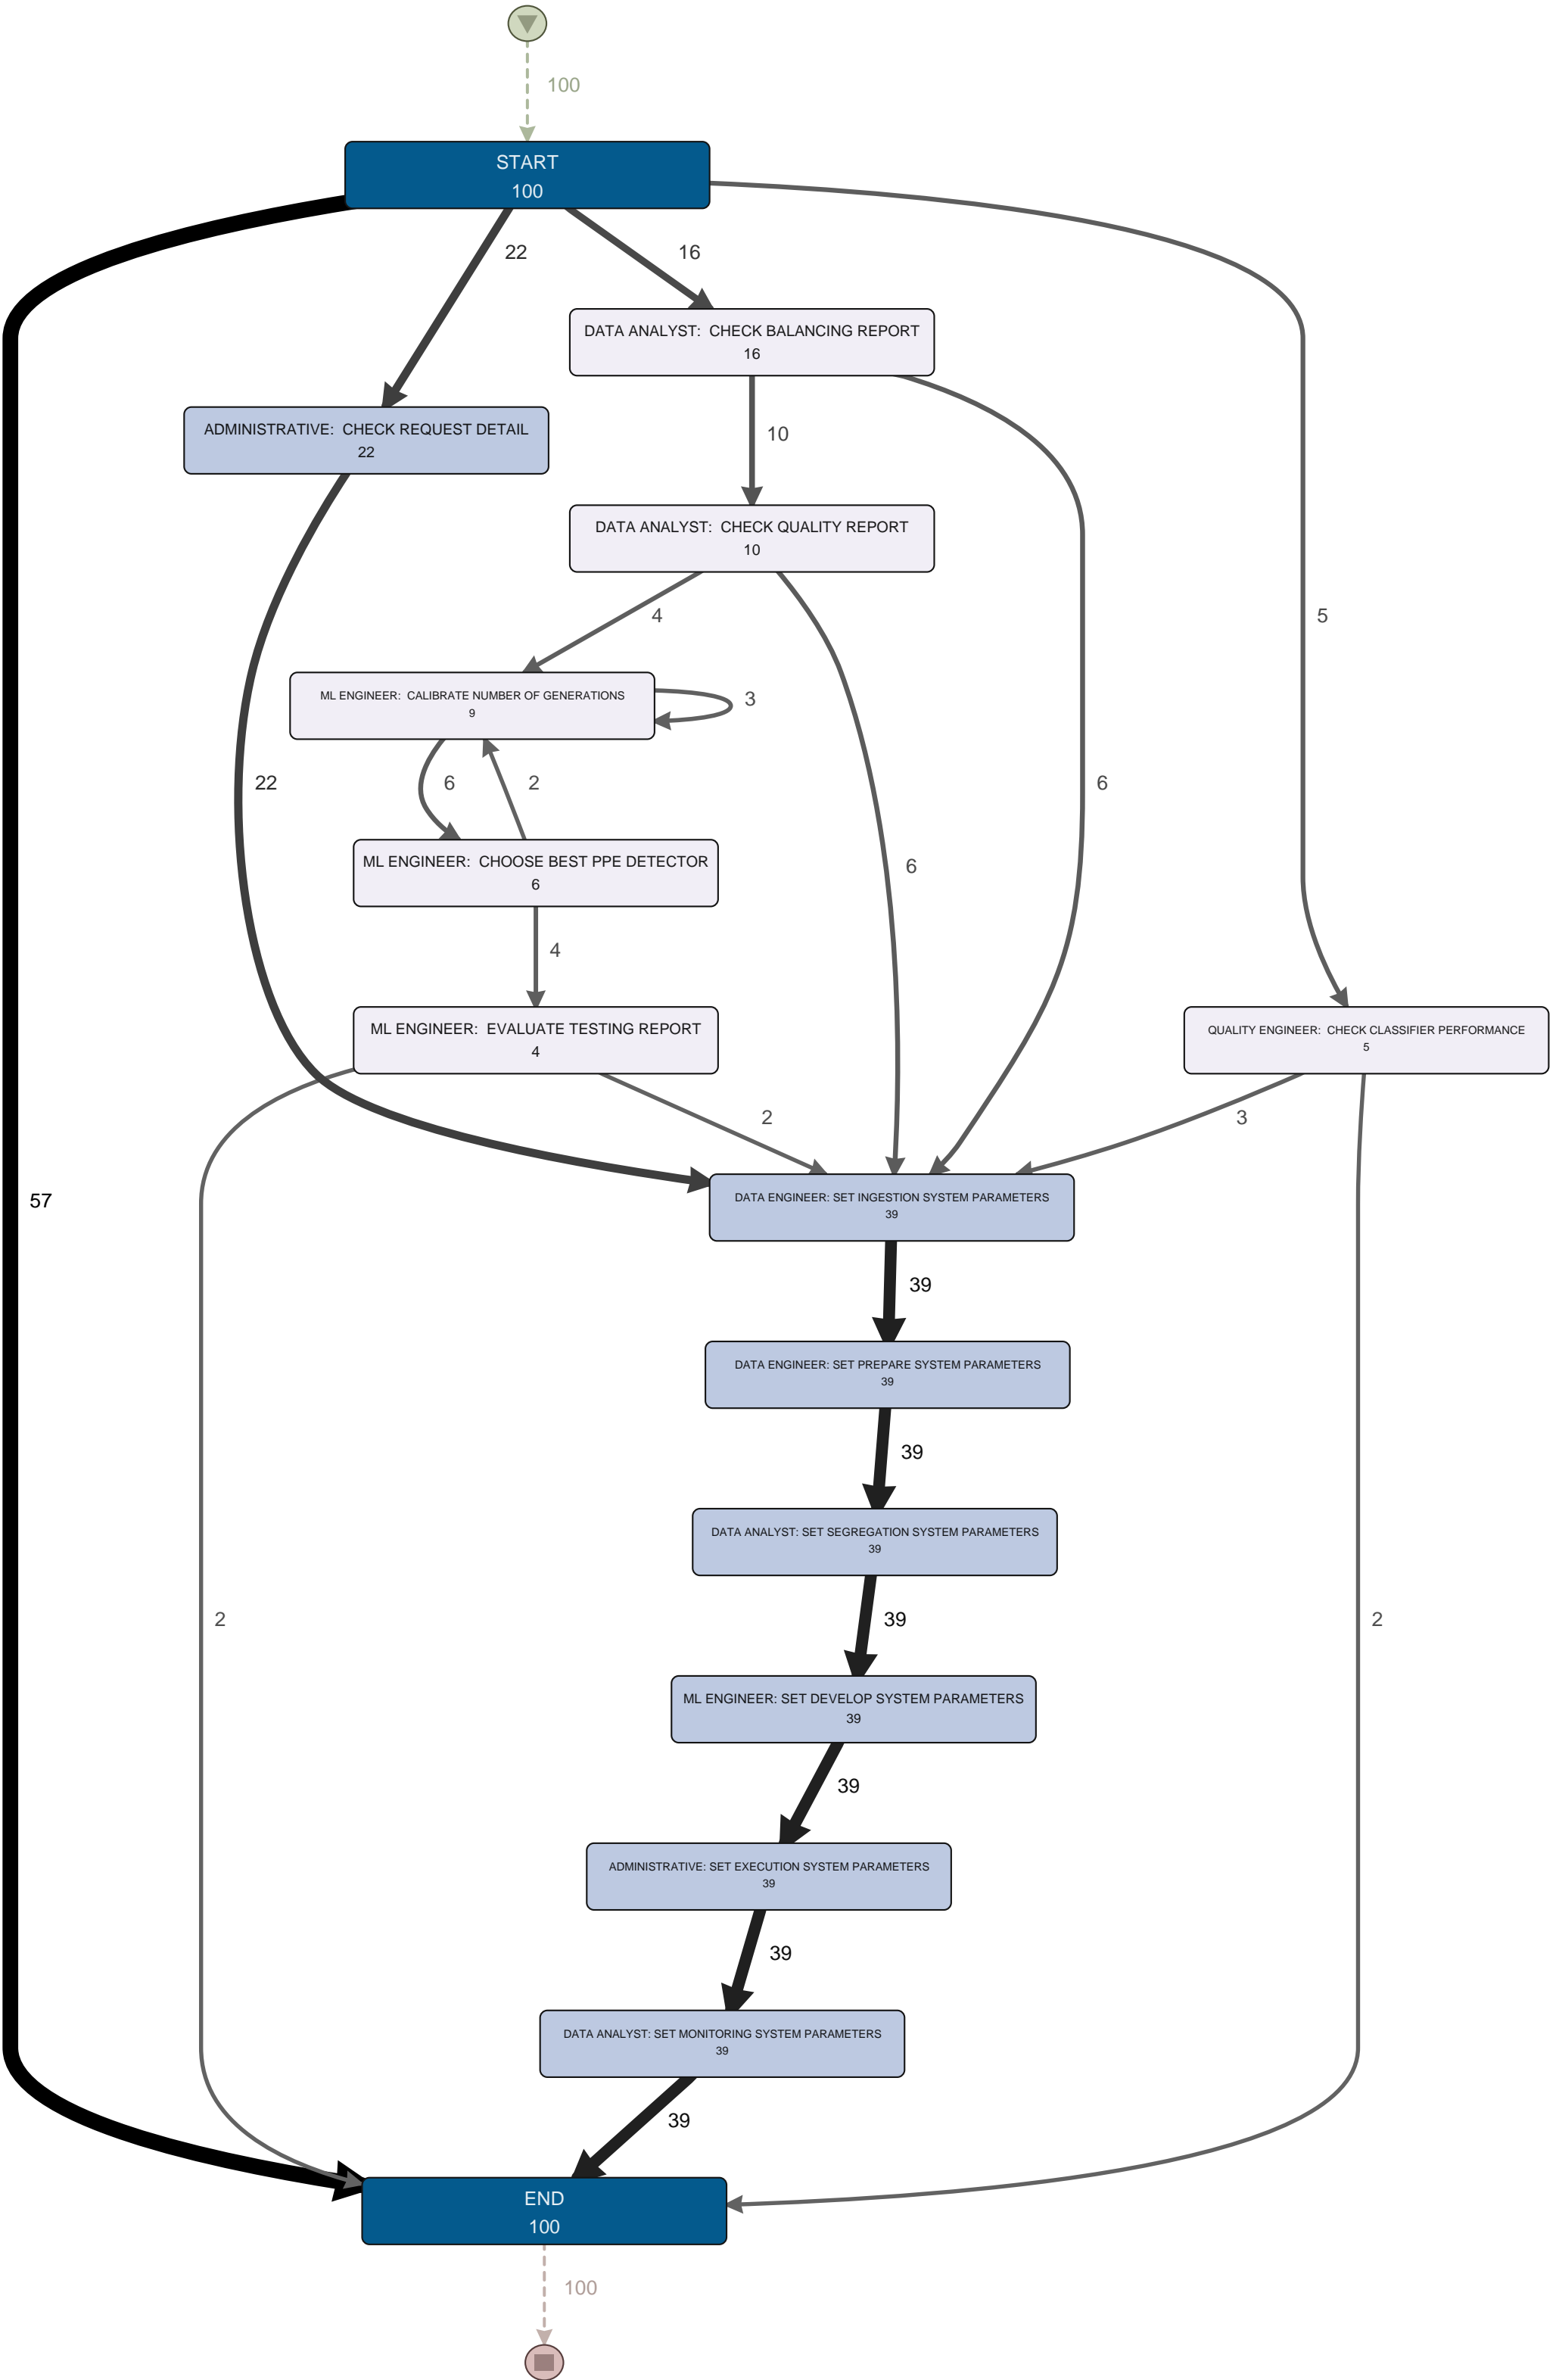 100
START
100
22
16
DATA ANALYST:  CHECK BALANCING REPORT
16
ADMINISTRATIVE:  CHECK REQUEST DETAIL
22
10
DATA ANALYST:  CHECK QUALITY REPORT
10
4
5
ML ENGINEER:  CALIBRATE NUMBER OF GENERATIONS
9
3
22
6
2
6
ML ENGINEER:  CHOOSE BEST PPE DETECTOR
6
6
4
ML ENGINEER:  EVALUATE TESTING REPORT
4
QUALITY ENGINEER:  CHECK CLASSIFIER PERFORMANCE
5
2
3
57
DATA ENGINEER: SET INGESTION SYSTEM PARAMETERS
39
39
DATA ENGINEER: SET PREPARE SYSTEM PARAMETERS
39
39
DATA ANALYST: SET SEGREGATION SYSTEM PARAMETERS
39
2
39
2
ML ENGINEER: SET DEVELOP SYSTEM PARAMETERS
39
39
ADMINISTRATIVE: SET EXECUTION SYSTEM PARAMETERS
39
39
DATA ANALYST: SET MONITORING SYSTEM PARAMETERS
39
39
END
100
100